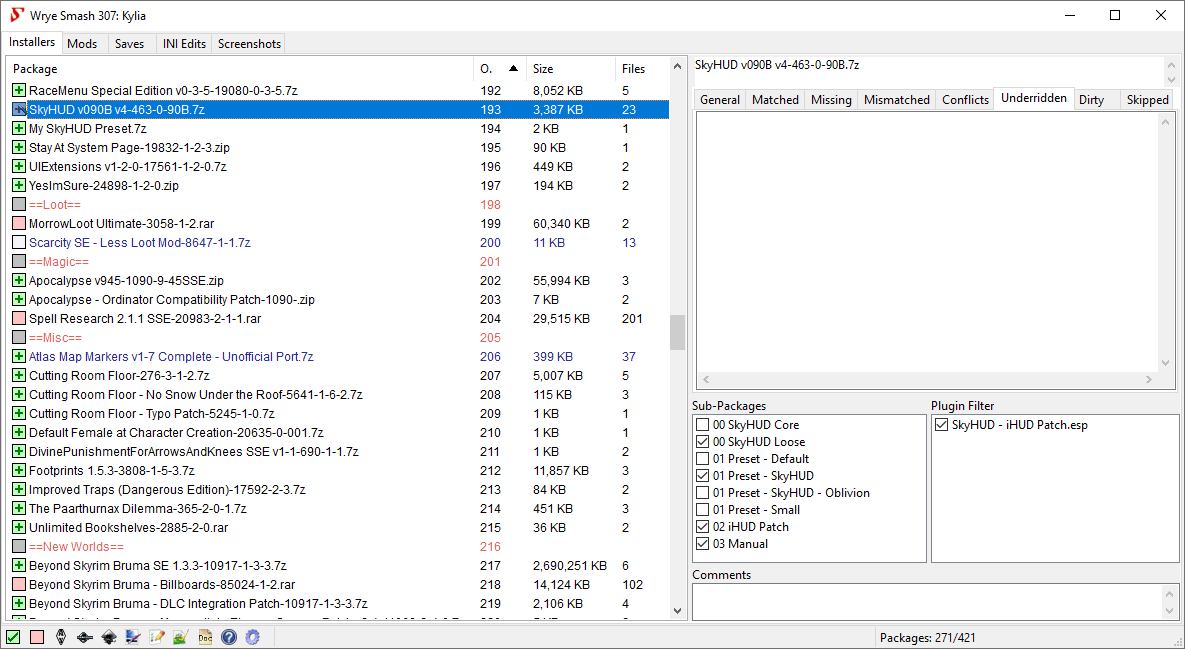 Wrye Smash 307: Kylia
Installers Mods Saves INI Edits Screenshots
Package O. Size Files
RaceMenu Special Edition v0-3-5-19080-0-3-5.7z 192 8,052 KB 5
SkyHUD v090B v4-463-0-90B.7z 193 3,387 KB 23
My SkyHUD Preset.7z 194 2 KB 1
Stay At System Page-19832-1-2-3.zip 195 90 KB 1
UIExtensions v1-2-0-17561-1-2-0.7z 196 449 KB 2
YesImSure-24898-1-2-0.zip 197 194 KB 2
==Loot== 198
MorrowLoot Ultimate-3058-1-2.rar 199 60,340 KB 2
Scarcity SE - Less Loot Mod-8647-1-1.7z 200 11 KB 13
==Magic== 201
Apocalypse v945-1090-9-45SSE.zip 202 55,994 KB 3
Apocalypse - Ordinator Compatibility Patch-1090-.zip 203 7 KB 2
Spell Research 2.1.1 SSE-20983-2-1-1.rar 204 29,515 KB 201
==Misc== 205
Atlas Map Markers v1-7 Complete - Unofficial Port.7z 206 399 KB 37
Cutting Room Floor-276-3-1-2.7z 207 5,007 KB 5
Cutting Room Floor - No Snow Under the Roof-5641-1-6-2.7z 208 115 KB 3
Cutting Room Floor - Typo Patch-5245-1-0.7z 209 1 KB 1
Default Female at Character Creation-20635-0-001.7z 210 1 KB 1
DivinePunishmentForArrowsAndKnees SSE v1-1-690-1-1.7z 211 1 KB 2
Footprints 1.5.3-3808-1-5-3.7z 212 11,857 KB 3
Improved Traps (Dangerous Edition)-17592-2-3.7z 213 84 KB 2
The Paarthurnax Dilemma-365-2-0-1.7z 214 451 KB 3
Unlimited Bookshelves-2885-2-0.rar 215 36 KB 2
==New Worlds== 216
Beyond Skyrim Bruma SE 1.3.3-10917-1-3-3.7z 217 2,690,251 KB 6
Beyond Skyrim Bruma - Billboards-85024-1-2.rar 218 14,124 KB 102
Beyond Skyrim Bruma - DLC Integration Patch-10917-1-3-3.7z 219 2,106 KB 4
SkyHUD v090B v4-463-0-90B.7z
General Matched Missing Mismatched Conflicts Underridden Dirty Skipped
Sub-Packages
00 SkyHUD Core
00 SkyHUD Loose
01 Preset - Default
01 Preset - SkyHUD
01 Preset - SkyHUD - Oblivion
01 Preset - Small
02 iHUD Patch
03 Manual
Plugin Filter
SkyHUD - iHUD Patch.esp
Comments
Doc
Packages: 271/421